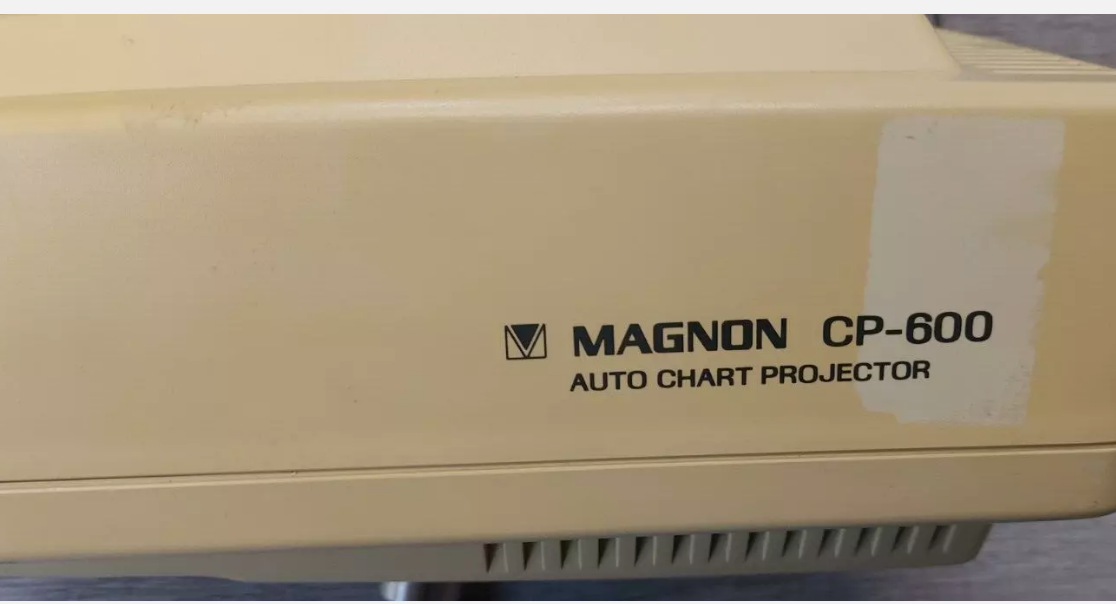 MAGNON CP-600
AUTO CHART PROJECTOR